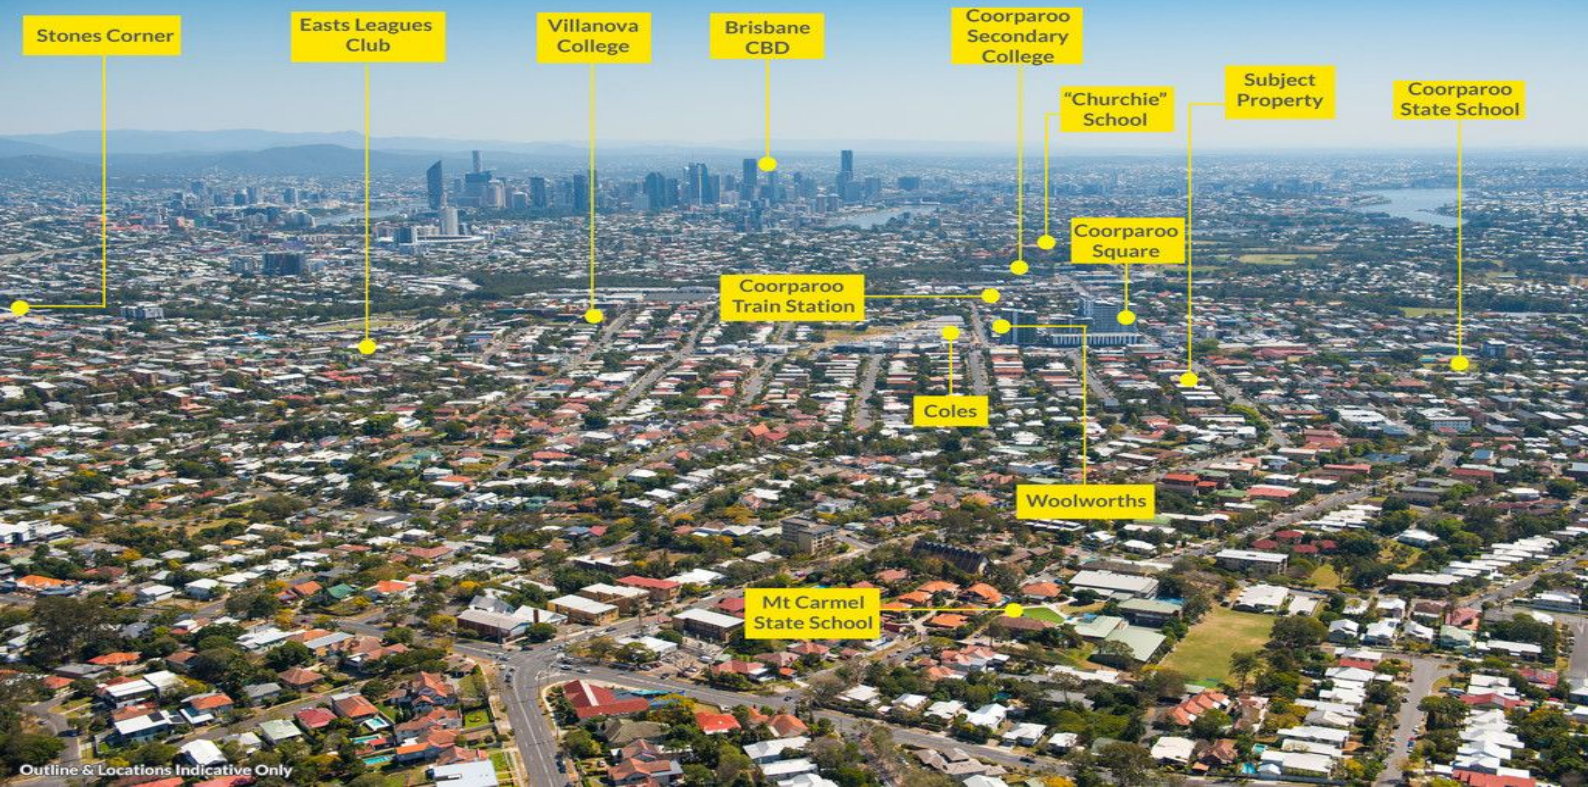 Stones Corner
Easts Leagues
Club
Villanova
College
Brisbane
CBD
Coorparoo
Secondary
College
“Churchie”
School
Subject
Property
Coorparoo
State School
Coorparoo
Square
Coorparoo
Train Station
Coles
Woolworths
Mt Carmel
State School
Outline & Locations Indicative Only